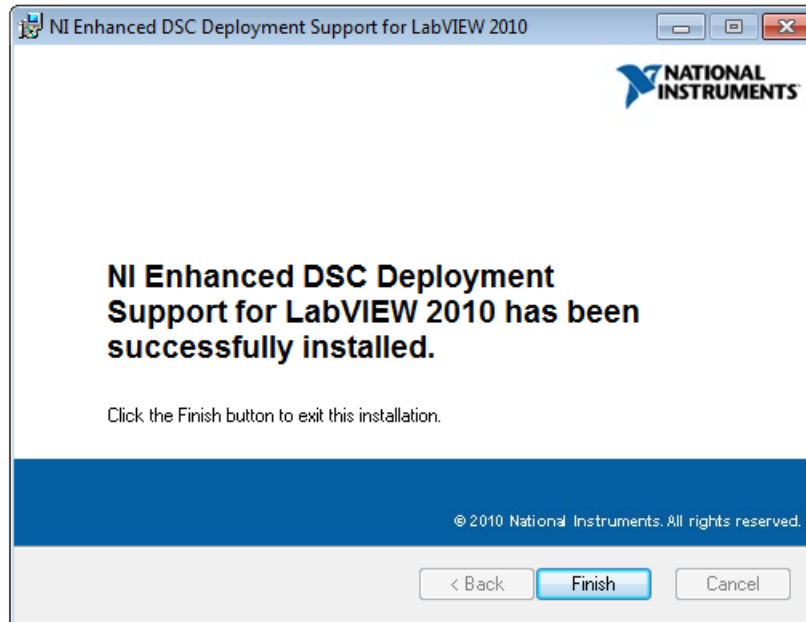 NI Enhanced DSC Deployment Support for LabVIEW 2010
NATIONAL
INSTRUMENTS
NI Enhanced DSC Deployment
Support for LabVIEW 2010 has been
successfully installed.
Click the Finish button to exit this installation.
© 2010 National Instruments. All rights reserved.
< Back Finish Cancel